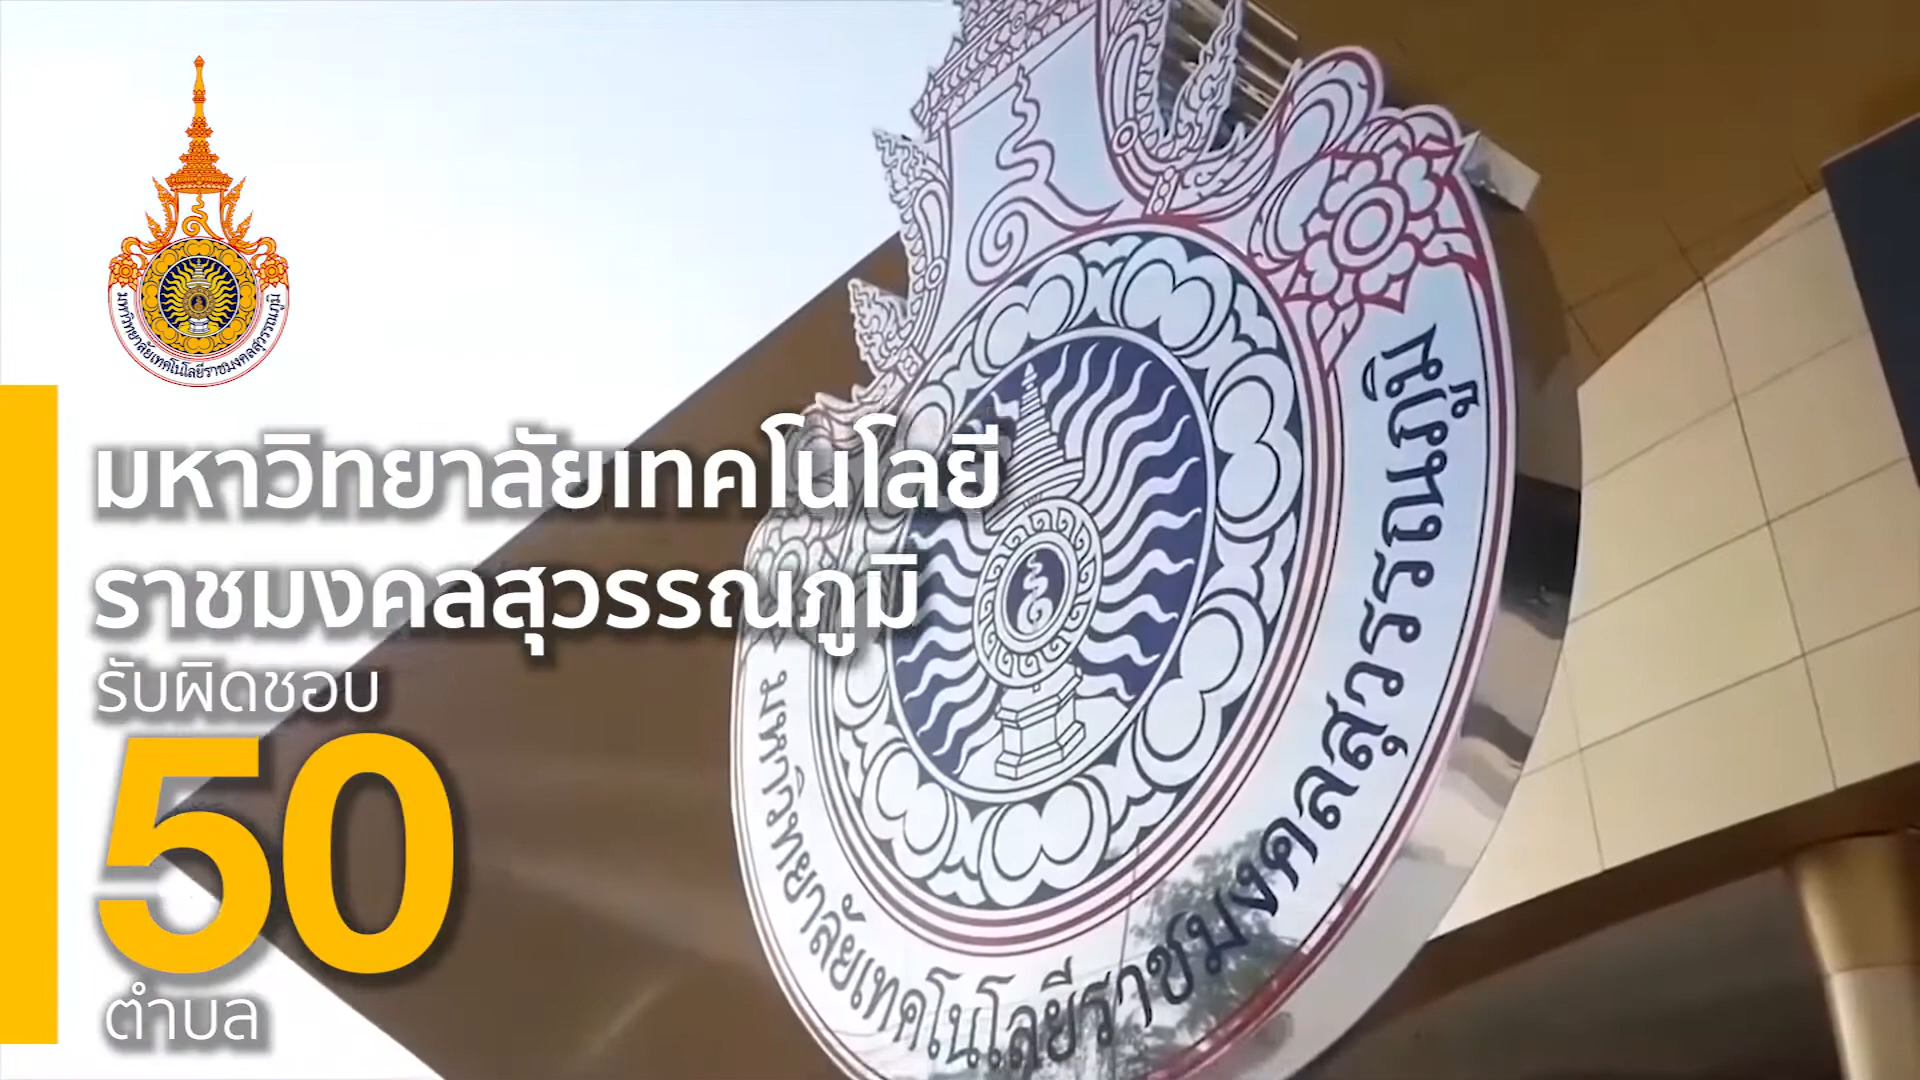 มหาวิทยาลัยเทคโนโลยีราชมงคลสุวรรณภูมิ
มหาวิทยาลัยเทคโนโลยี
ราชมงคลสุวรรณภูมิ
รับผิดชอบ
50
ตำบล
มหาวิทยาลัยเทคโนโลยีราชมงคลสุวรรณภูมิ